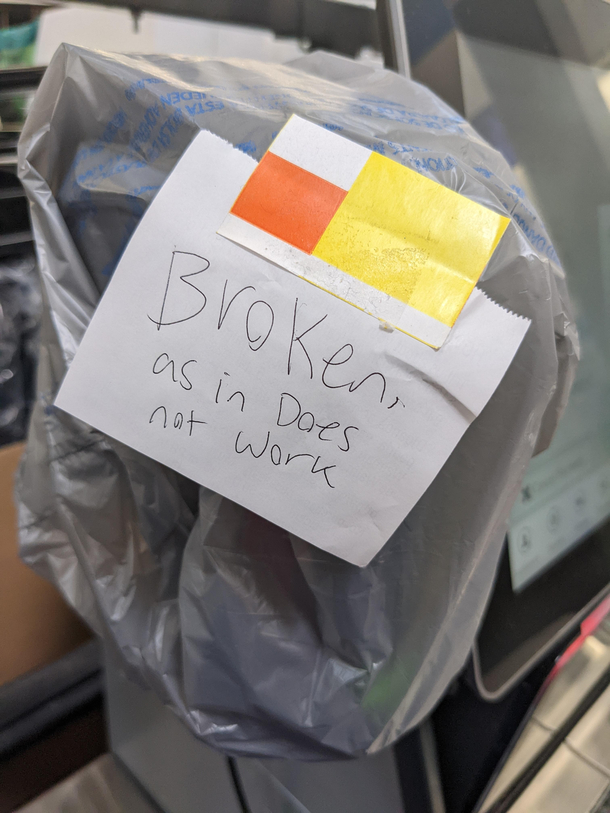 Broken,
as in Does
not work